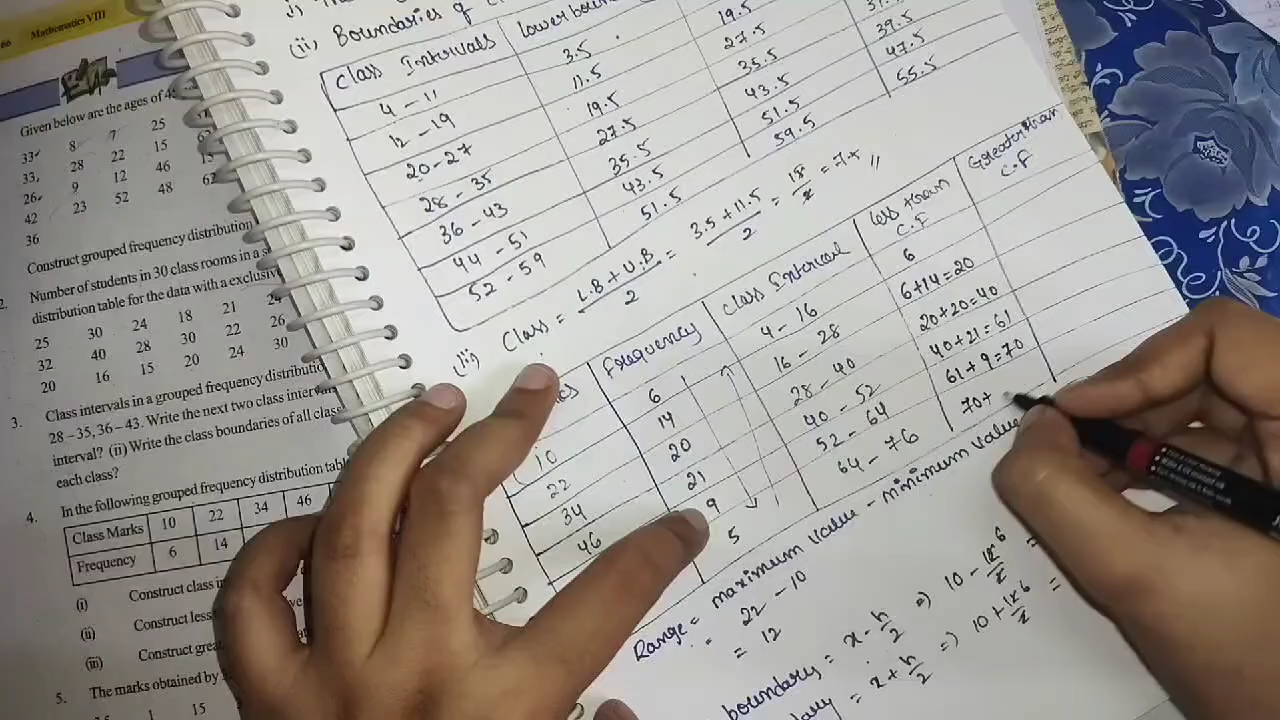 66 Mathematics VIII
Given below are the ages of 45
33 8 7 25
33, 28 22 15
26 9 12 46 15
42 23 52 48 62
36
Construct grouped frequency distribution
2. Number of students in 30 class rooms in a s
distribution table for the data with a exclusive
25 30 24 18 21 24
32 40 28 30 22 26
20 16 15 20 24 30
3. Class intervals in a grouped frequency distributio
28 – 35, 36 – 43. Write the next two class interva
interval? (ii) Write the class boundaries of all class
each class?
4. In the following grouped frequency distribution tabl
Class Marks 10 22 34 46
Frequency 6 14
(i) Construct class in
(ii) Construct less
(iii) Construct grea
5. The marks obtained by
1 15
(ii) Boundaries of
Class Intervals lower boun
4 - 11 3.5 
12 - 19 11.5 19.5
20 - 27 19.5 27.5
28 - 35 27.5 35.5
36 - 43 35.5 43.5 39.5
44 - 51 43.5 51.5 47.5
52 - 59 51.5 59.5 55.5
(ii) Class = L.B + U.B. / 2 = 3.5 + 11.5 / 2 = 15 / 2 = 7.5 //
Frequency Class Interval Less than C.F Greater than C.F
10 6 4 - 16 6
22 14 16 - 28 6+14=20
34 20 28 - 40 20+20=40
46 21 40 - 52 40+21=61
9 52 - 64 61+9=70
5 64 - 76 70+
Range = maximum value - minimum value
= 22 - 10
= 12
boundary = x - h/2 => 10 -
dary = x + h/2 => 10 +